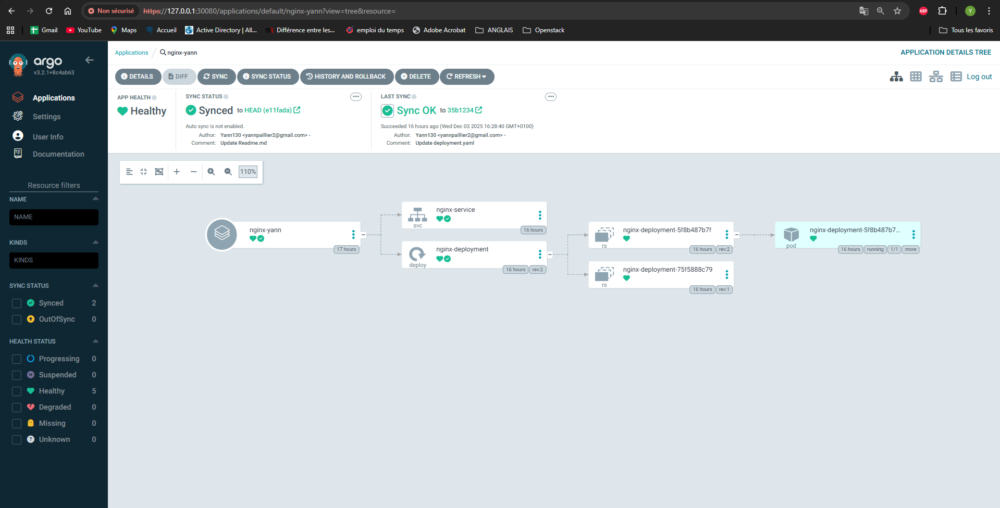 Non sécurisé https://127.0.0.1:30080/applications/default/nginx-yann?view=tree&resource=
ABP
Y
Gmail YouTube Maps Accueil Active Directory | All... Différence entre les... emploi du temps Adobe Acrobat ANGLAIS Openstack Tous les favoris
argo
v3.2.1+8c4ab63
Applications
Settings
User Info
Documentation
Resource filters
NAME
NAME
KINDS
KINDS
SYNC STATUS
Synced 2
OutOfSync 0
HEALTH STATUS
Progressing 0
Suspended 0
Healthy 5
Degraded 0
Missing 0
Unknown 0
Applications / nginx-yann
APPLICATION DETAILS TREE
DETAILS DIFF SYNC SYNC STATUS HISTORY AND ROLLBACK DELETE REFRESH
Log out
APP HEALTH
Healthy
SYNC STATUS
Synced to HEAD (e11fada)
Auto sync is not enabled.
Author: Yann130 <yannpaillier2@gmail.com> -
Comment: Update Readme.md
LAST SYNC
Sync OK to 35b1234
Succeeded 16 hours ago (Wed Dec 03 2025 16:28:40 GMT+0100)
Author: Yann130 <yannpaillier2@gmail.com> -
Comment: Update deployment.yaml
110%
nginx-yann
17 hours
nginx-service
svc
16 hours
nginx-deployment
deploy
16 hours rev:2
nginx-deployment-5f8b487b7f
rs
16 hours rev:2
nginx-deployment-75f5888c79
rs
16 hours rev:1
nginx-deployment-5f8b487b7...
pod
16 hours running 1/1 more